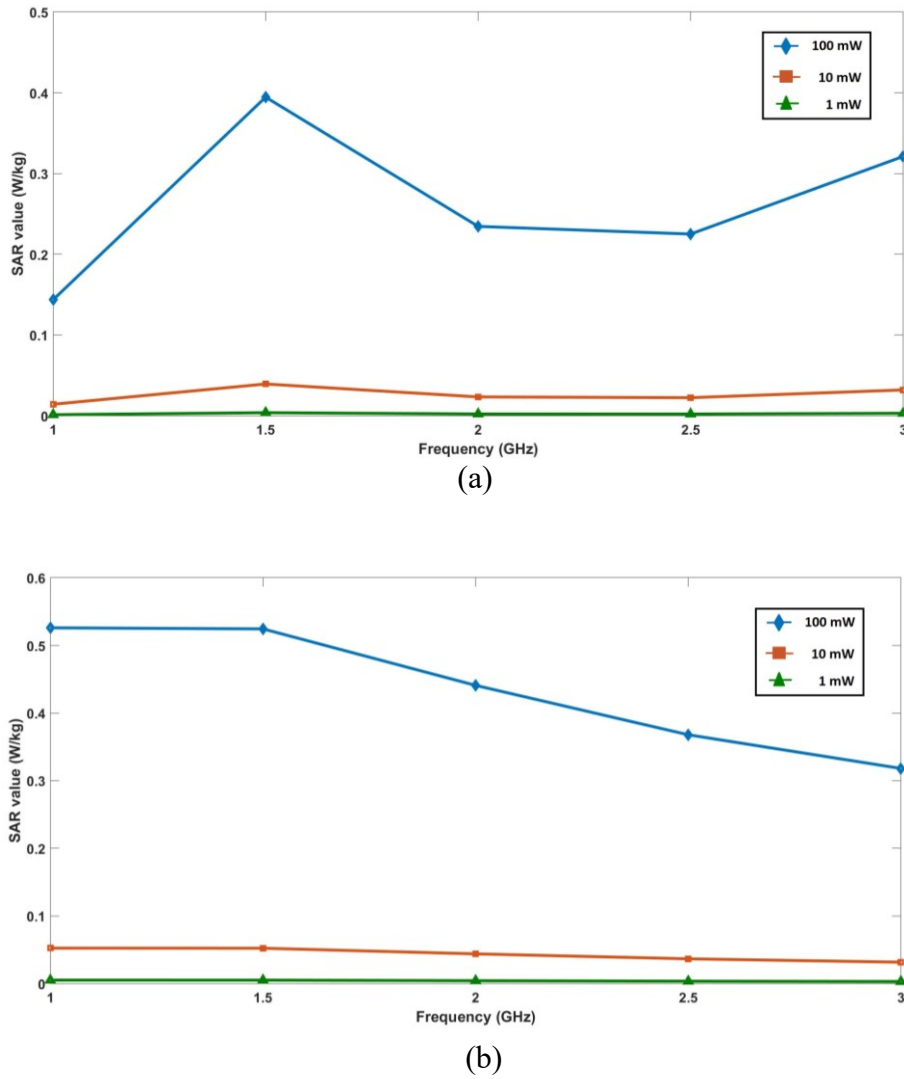 0.5
100 mW
10 mW
0.4
1 mW
0.3
SAR value (W/kg)
0.2
0.1
0
1 1.5 2 2.5 3
Frequency (GHz)
(a)
0.6
100 mW
0.5
10 mW
1 mW
0.4
SAR value (W/kg)
0.3
0.2
0.1
0
1 1.5 2 2.5 3
Frequency (GHz)
(b)